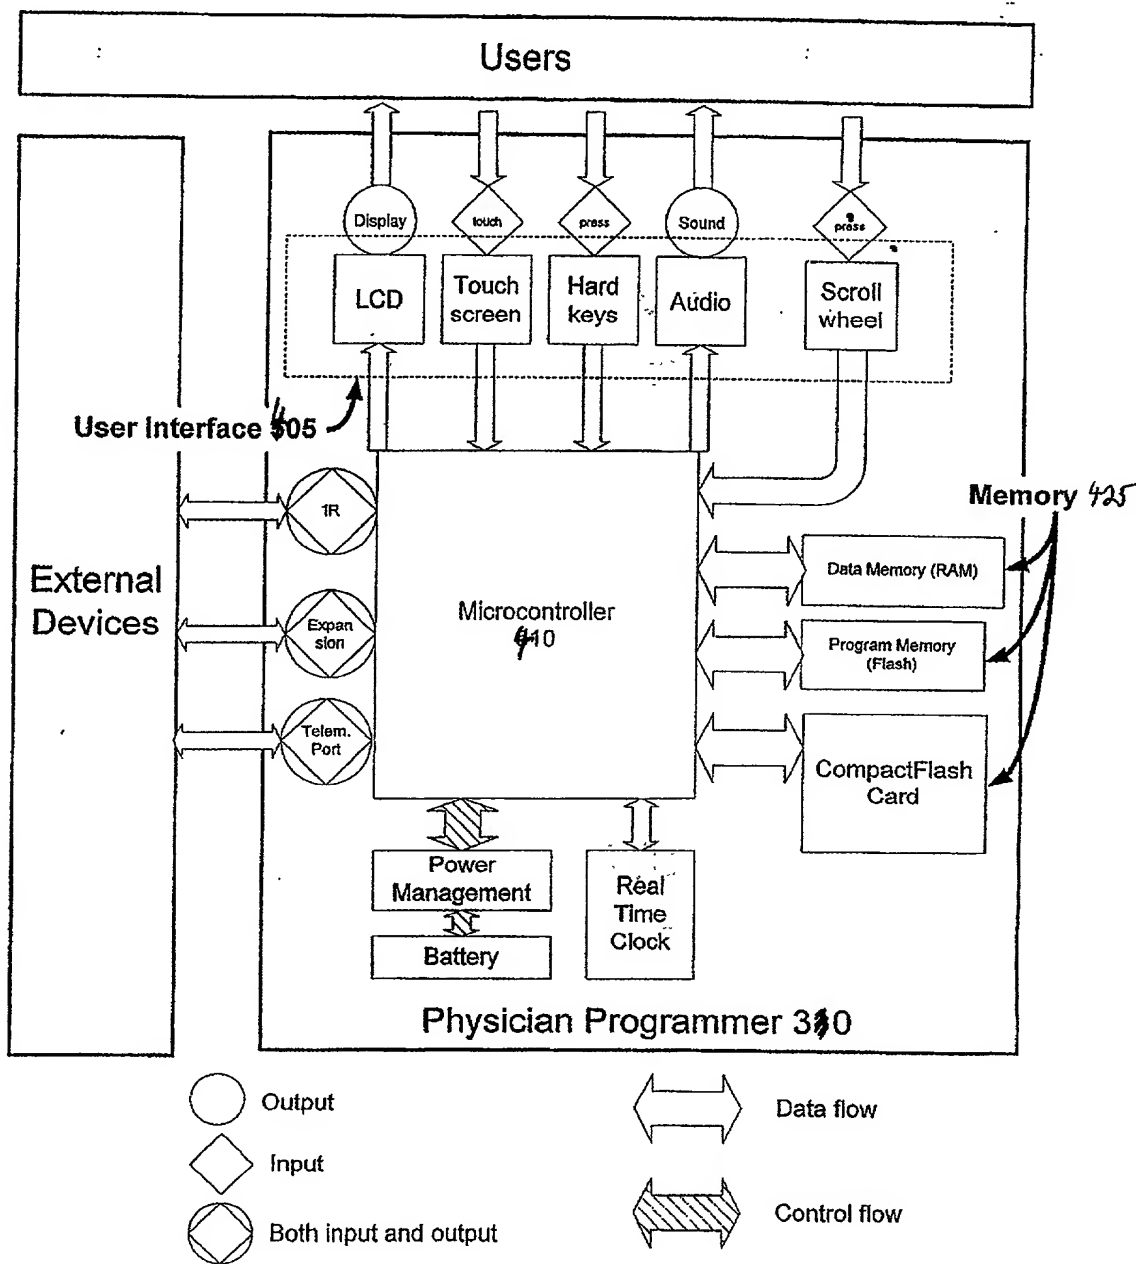 Users
Display
touch
press
Sound
press
LCD
Touch
screen
Hard
keys
Audio
Scroll
wheel
User Interface 405
IR
Memory 425
External
Devices
Data Memory (RAM)
Expan
sion
Microcontroller
410
Program Memory
(Flash)
Telem.
Port
CompactFlash
Card
Power
Management
Real
Time
Clock
Battery
Physician Programmer
Output
Data flow
Input
Control flow
Both input and output